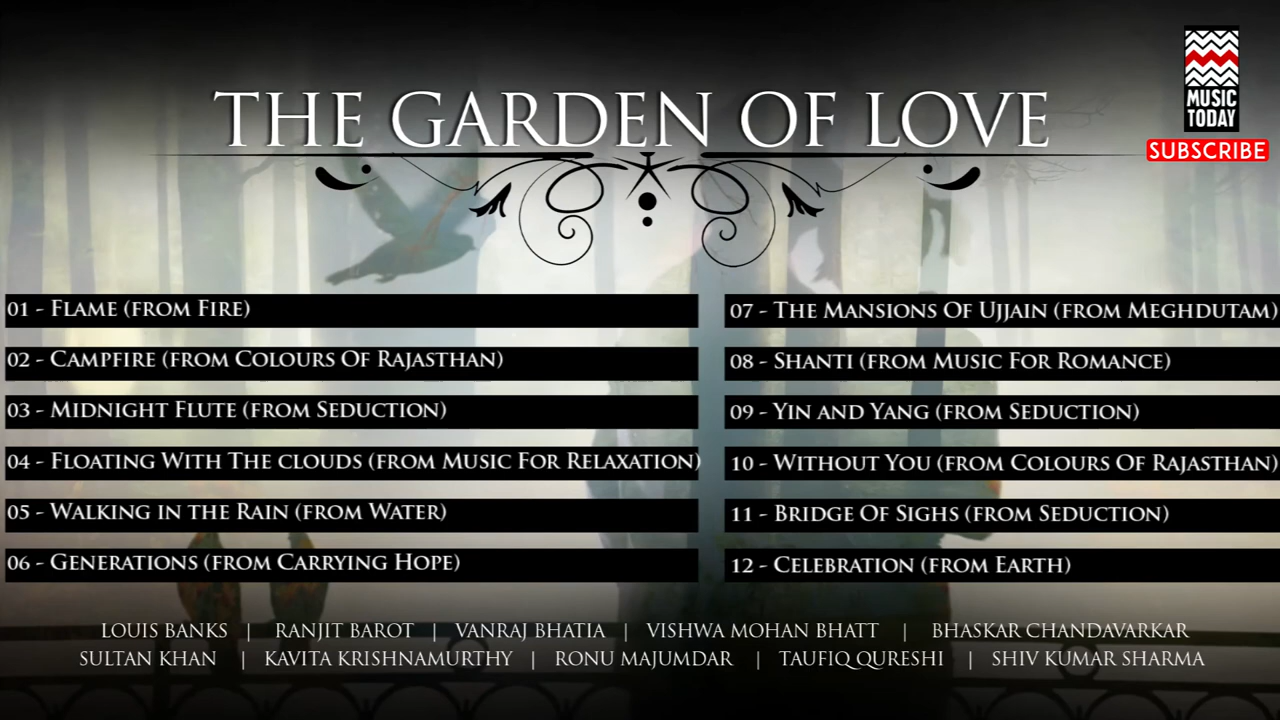 THE GARDEN OF LOVE
MUSIC
TODAY
SUBSCRIBE
01 - Flame (from Fire)
02 - Campfire (from Colours Of Rajasthan)
03 - Midnight Flute (from Seduction)
04 - Floating With The clouds (from Music For Relaxation)
05 - Walking in the Rain (from Water)
06 - Generations (from Carrying Hope)
07 - The Mansions Of Ujjain (from Meghdutam)
08 - Shanti (from Music For Romance)
09 - Yin and Yang (from Seduction)
10 - Without You (from Colours Of Rajasthan)
11 - Bridge Of Sighs (from Seduction)
12 - Celebration (from Earth)
LOUIS BANKS | RANJIT BAROT | VANRAJ BHATIA | VISHWA MOHAN BHATT | BHASKAR CHANDAVARKAR
SULTAN KHAN | KAVITA KRISHNAMURTHY | RONU MAJUMDAR | TAUFIQ QURESHI | SHIV KUMAR SHARMA